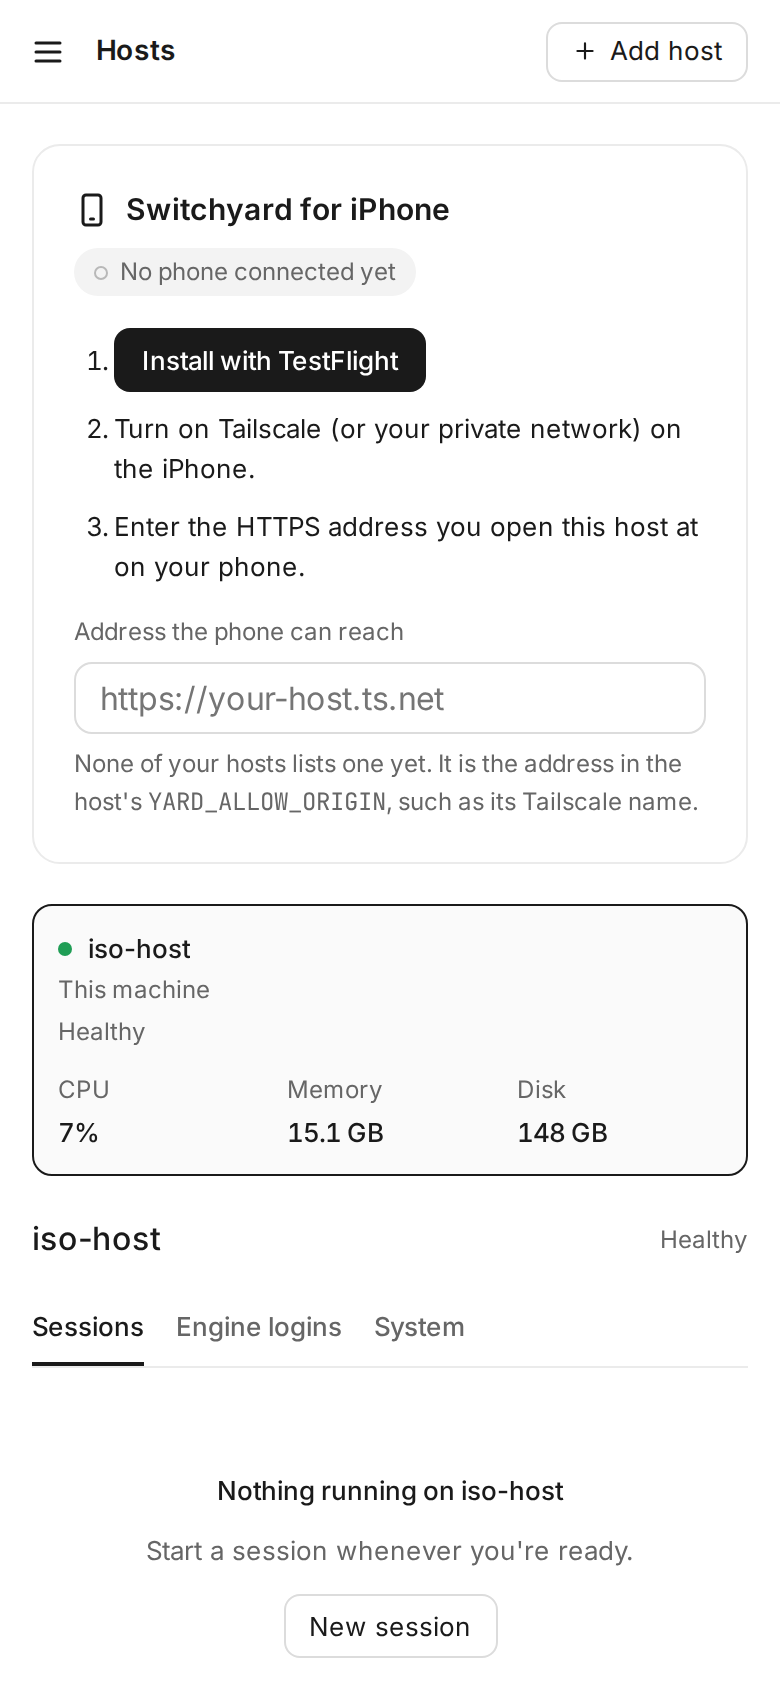 Hosts
+ Add host
Switchyard for iPhone
No phone connected yet
1. Install with TestFlight
2. Turn on Tailscale (or your private network) on
the iPhone.
3. Enter the HTTPS address you open this host at
on your phone.
Address the phone can reach
https://your-host.ts.net
None of your hosts lists one yet. It is the address in the
host's YARD_ALLOW_ORIGIN, such as its Tailscale name.
iso-host
This machine
Healthy
CPU Memory Disk
7% 15.1 GB 148 GB
iso-host Healthy
Sessions Engine logins System
Nothing running on iso-host
Start a session whenever you're ready.
New session